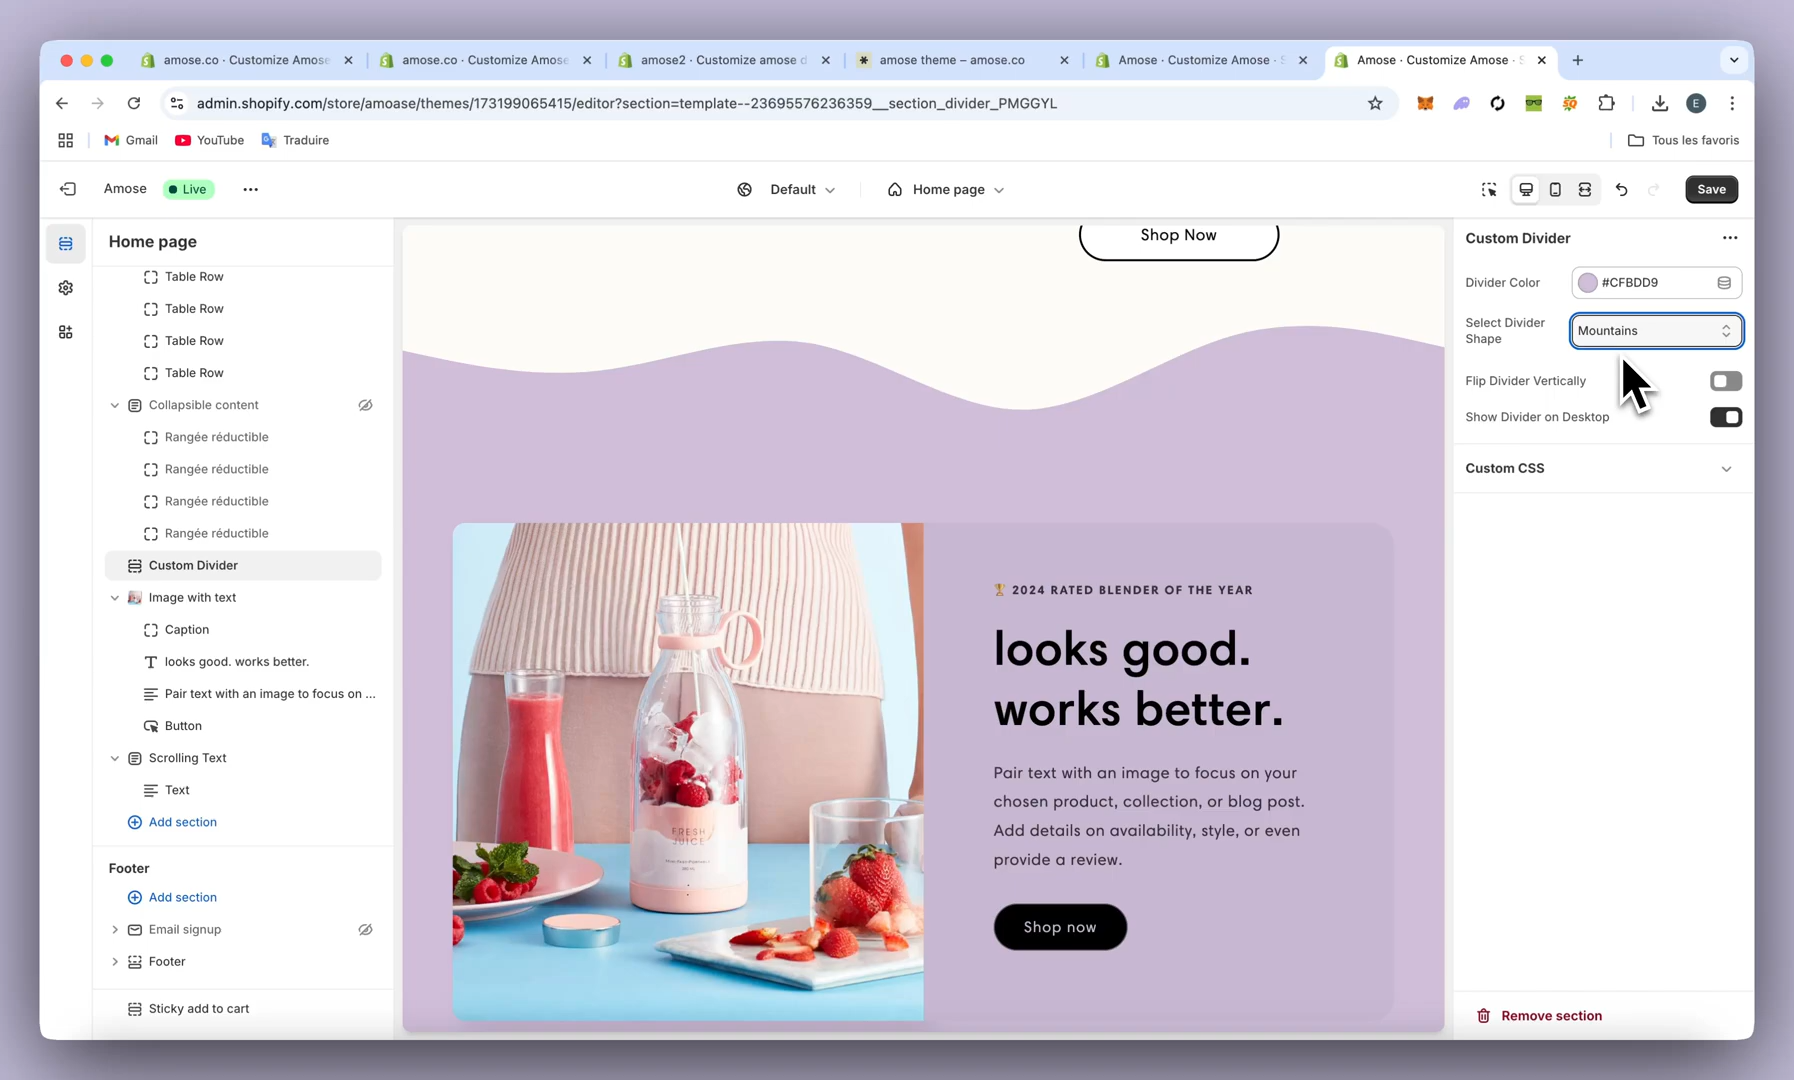 amose.co · Customize Amose
amose.co · Customize Amose
amose2 · Customize amose d
amose theme – amose.co
Amose · Customize Amose · S
Amose · Customize Amose · S
admin.shopify.com/store/amoase/themes/173199065415/editor?section=template--23695576236359__section_divider_PMGGYL
E
Gmail
YouTube
Traduire
Tous les favoris
Amose
Live
Default
Home page
Save
Home page
Table Row
Table Row
Table Row
Table Row
Collapsible content
Rangée réductible
Rangée réductible
Rangée réductible
Rangée réductible
Custom Divider
Image with text
Caption
looks good. works better.
Pair text with an image to focus on ...
Button
Scrolling Text
Text
Add section
Footer
Add section
Email signup
Footer
Sticky add to cart
Shop Now
FRESH
JUICE
🏆 2024 RATED BLENDER OF THE YEAR
looks good.
works better.
Pair text with an image to focus on your
chosen product, collection, or blog post.
Add details on availability, style, or even
provide a review.
Shop now
Custom Divider
Divider Color
#CFBDD9
Select Divider
Shape
Mountains
Flip Divider Vertically
Show Divider on Desktop
Custom CSS
Remove section